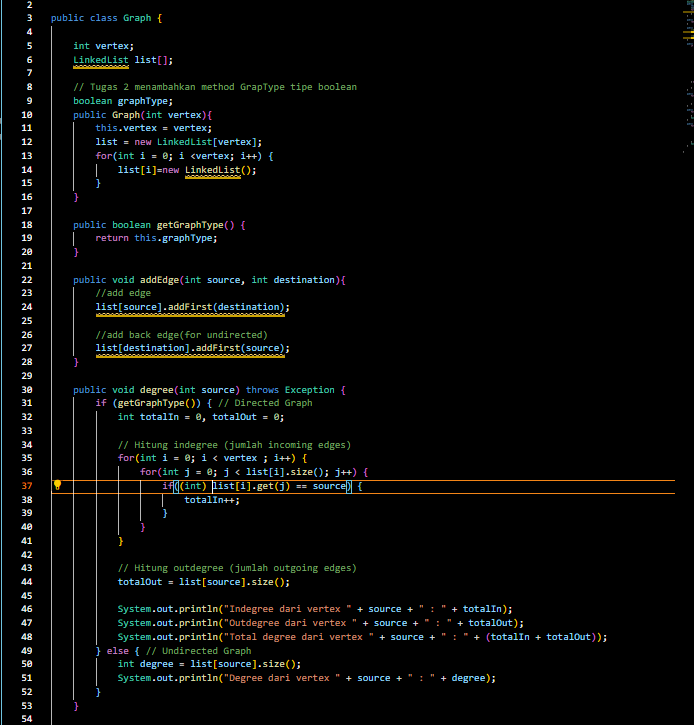 2
3 public class Graph {
4
5 int vertex;
6 LinkedList list[];
7
8 // Tugas 2 menambahkan method GrapType tipe boolean
9 boolean graphType;
10 public Graph(int vertex){
11 this.vertex = vertex;
12 list = new LinkedList[vertex];
13 for(int i = 0; i <vertex; i++) {
14 list[i]=new LinkedList();
15 }
16 }
17
18 public boolean getGraphType() {
19 return this.graphType;
20 }
21
22 public void addEdge(int source, int destination){
23 //add edge
24 list[source].addFirst(destination);
25
26 //add back edge(for undirected)
27 list[destination].addFirst(source);
28 }
29
30 public void degree(int source) throws Exception {
31 if (getGraphType()) { // Directed Graph
32 int totalIn = 0, totalOut = 0;
33
34 // Hitung indegree (jumlah incoming edges)
35 for(int i = 0; i < vertex ; i++) {
36 for(int j = 0; j < list[i].size(); j++) {
37 if((int) list[i].get(j) == source) {
38 totalIn++;
39 }
40 }
41 }
42
43 // Hitung outdegree (jumlah outgoing edges)
44 totalOut = list[source].size();
45
46 System.out.println("Indegree dari vertex " + source + " : " + totalIn);
47 System.out.println("Outdegree dari vertex " + source + " : " + totalOut);
48 System.out.println("Total degree dari vertex " + source + " : " + (totalIn + totalOut));
49 } else { // Undirected Graph
50 int degree = list[source].size();
51 System.out.println("Degree dari vertex " + source + " : " + degree);
52 }
53 }
54